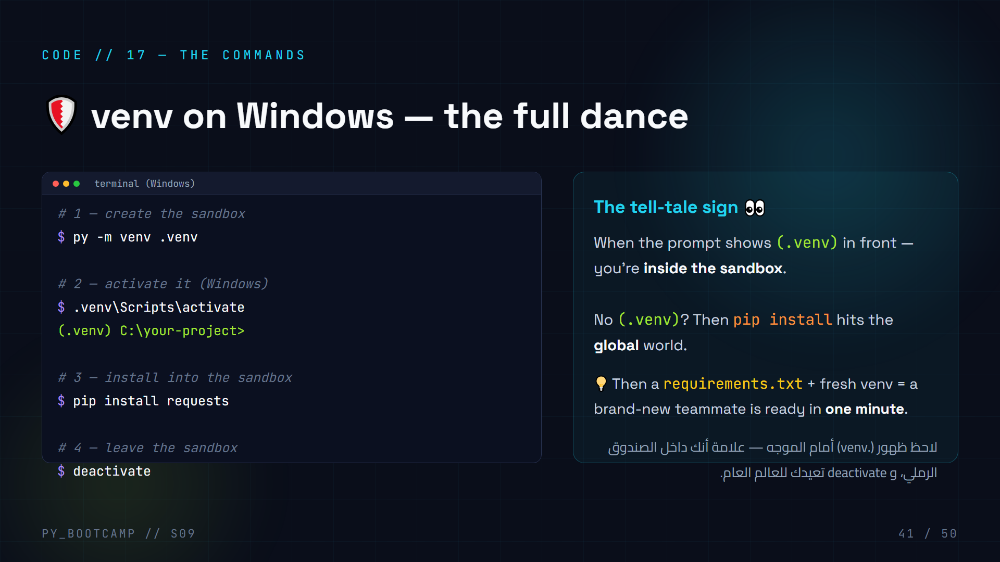 CODE // 17 — THE COMMANDS
venv on Windows — the full dance
terminal (Windows)
# 1 — create the sandbox
$ py -m venv .venv
# 2 — activate it (Windows)
$ .venv\Scripts\activate
(.venv) C:\your-project>
# 3 — install into the sandbox
$ pip install requests
# 4 — leave the sandbox
$ deactivate
The tell-tale sign 👀
When the prompt shows (.venv) in front —
you’re inside the sandbox.
No (.venv)? Then pip install hits the
global world.
💡 Then a requirements.txt + fresh venv = a
brand-new teammate is ready in one minute.
لاحظ ظهور (.venv) أمام الموجه — علامة أنك داخل الصندوق
الرملي، و deactivate تعيدك للعالم العام.
PY_BOOTCAMP // S09
41 / 50